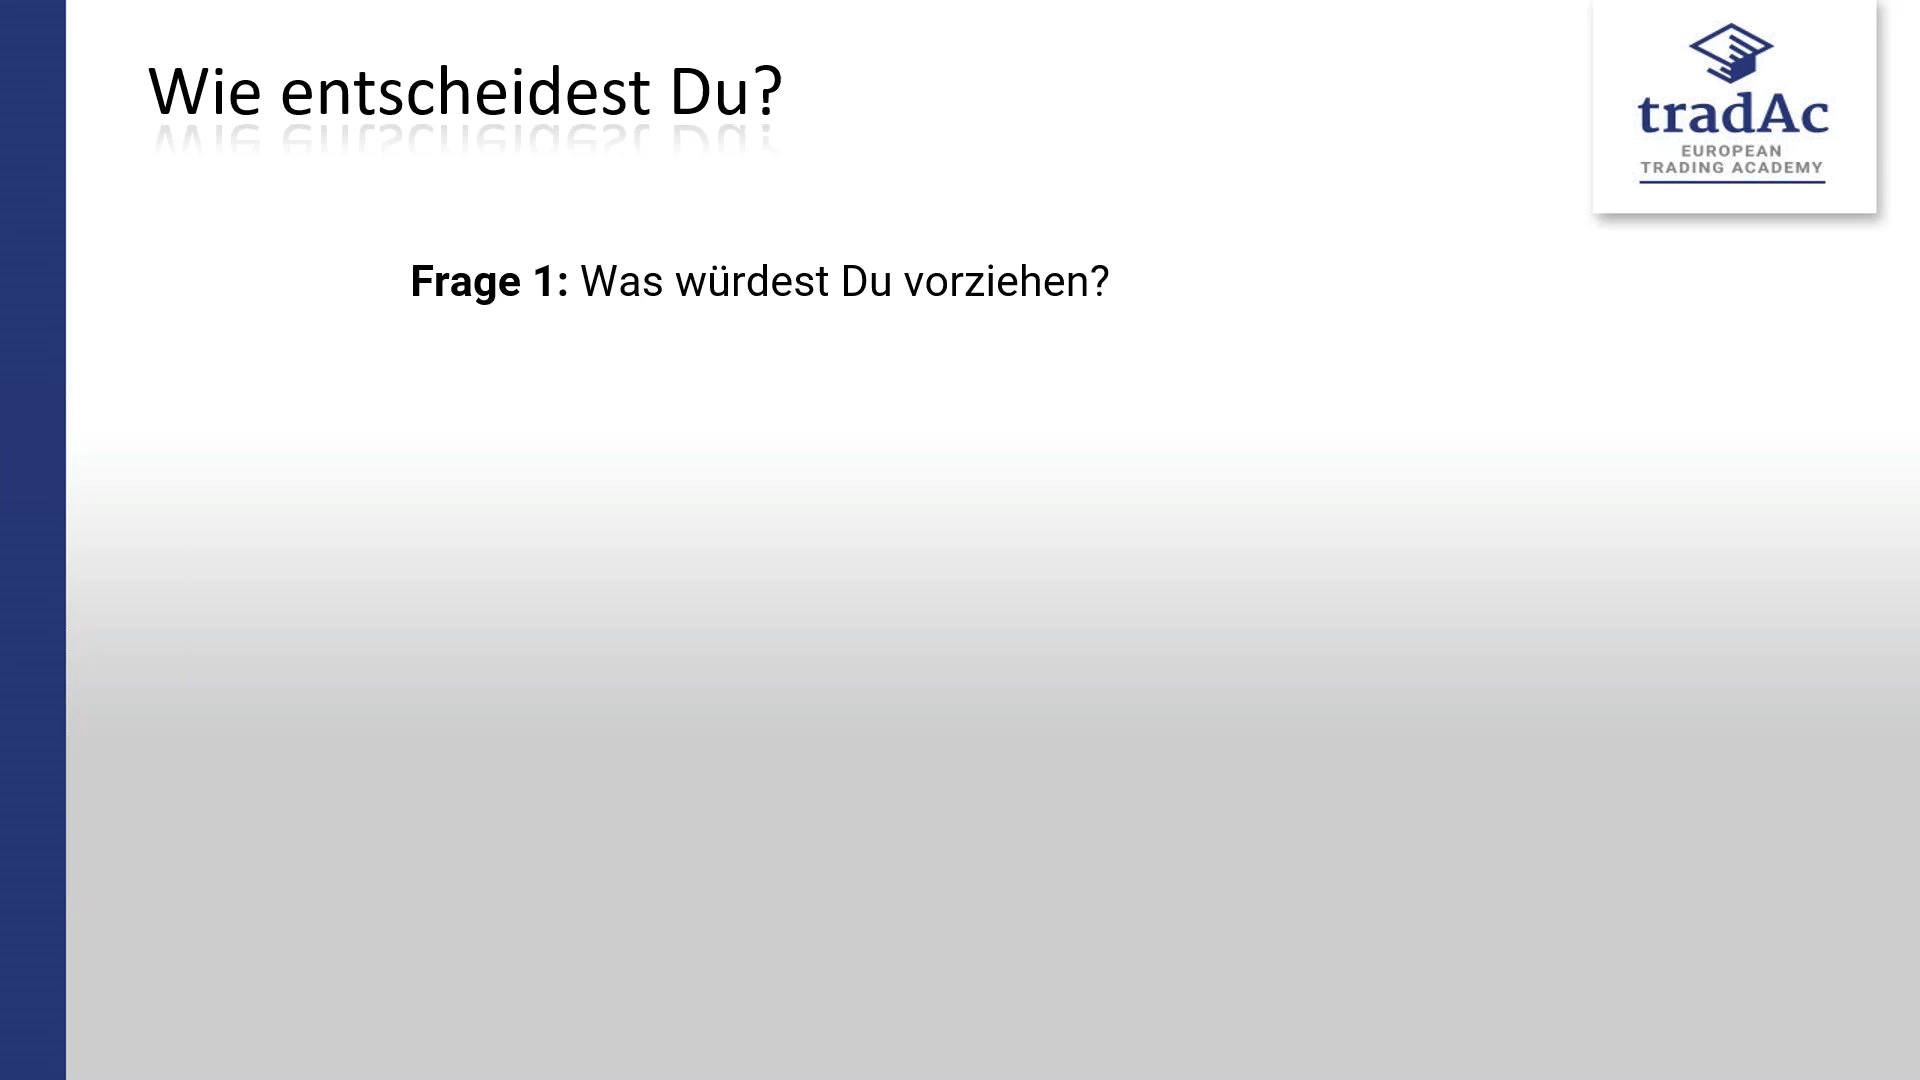 Wie entscheidest Du?
tradAc
EUROPEAN
TRADING ACADEMY
Frage 1: Was würdest Du vorziehen?